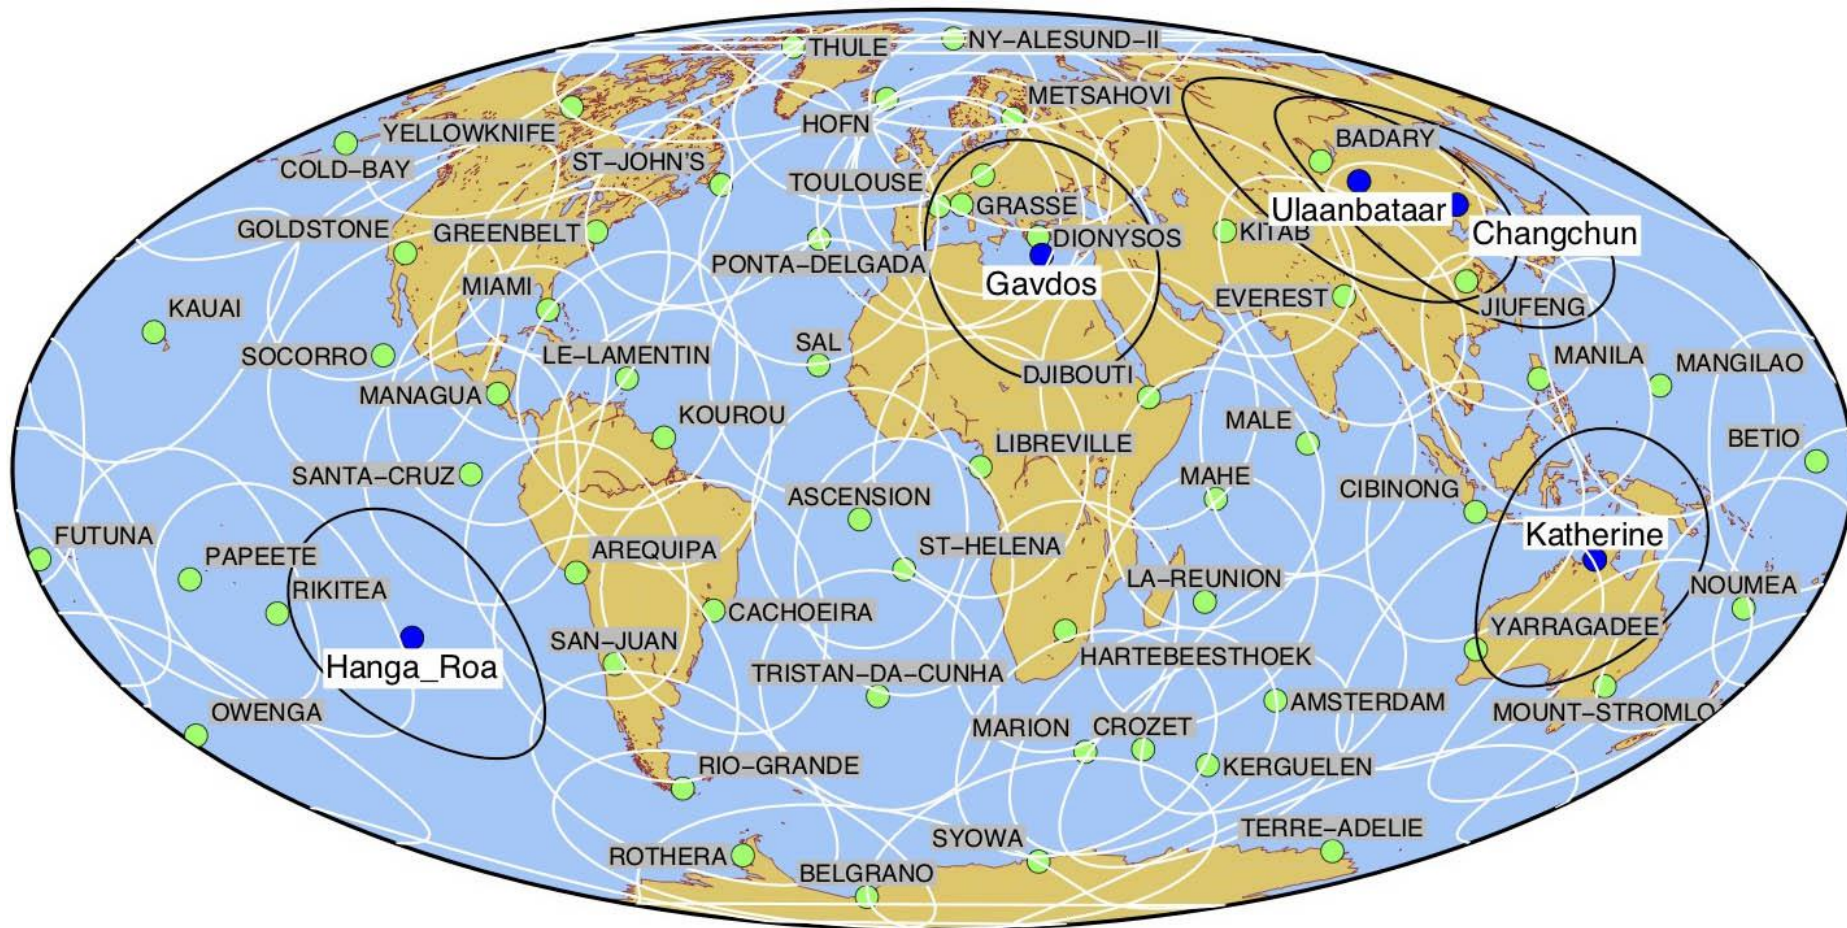 THULE
NY-ALESUND-II
METSAHOVI
HOFN
YELLOWKNIFE
COLD-BAY
ST-JOHN'S
BADARY
TOULOUSE
GRASSE
Ulaanbataar
GOLDSTONE
GREENBELT
DIONYSOS
KITAB
Changchun
PONTA-DELGADA
Gavdos
MIAMI
EVEREST
JIUFENG
KAUAI
SOCORRO
LE-LAMENTIN
SAL
MANILA
MANGILAO
MANAGUA
DJIBOUTI
KOUROU
MALE
BETIO
LIBREVILLE
SANTA-CRUZ
MAHE
CIBINONG
ASCENSION
FUTUNA
PAPEETE
AREQUIPA
ST-HELENA
Katherine
RIKITEA
LA-REUNION
NOUMEA
CACHOEIRA
YARRAGADEE
SAN-JUAN
Hanga_Roa
HARTEBEESTHOEK
TRISTAN-DA-CUNHA
OWENGA
AMSTERDAM
MOUNT-STROMLO
MARION
CROZET
RIO-GRANDE
KERGUELEN
SYOWA
TERRE-ADELIE
ROTHERA
BELGRANO